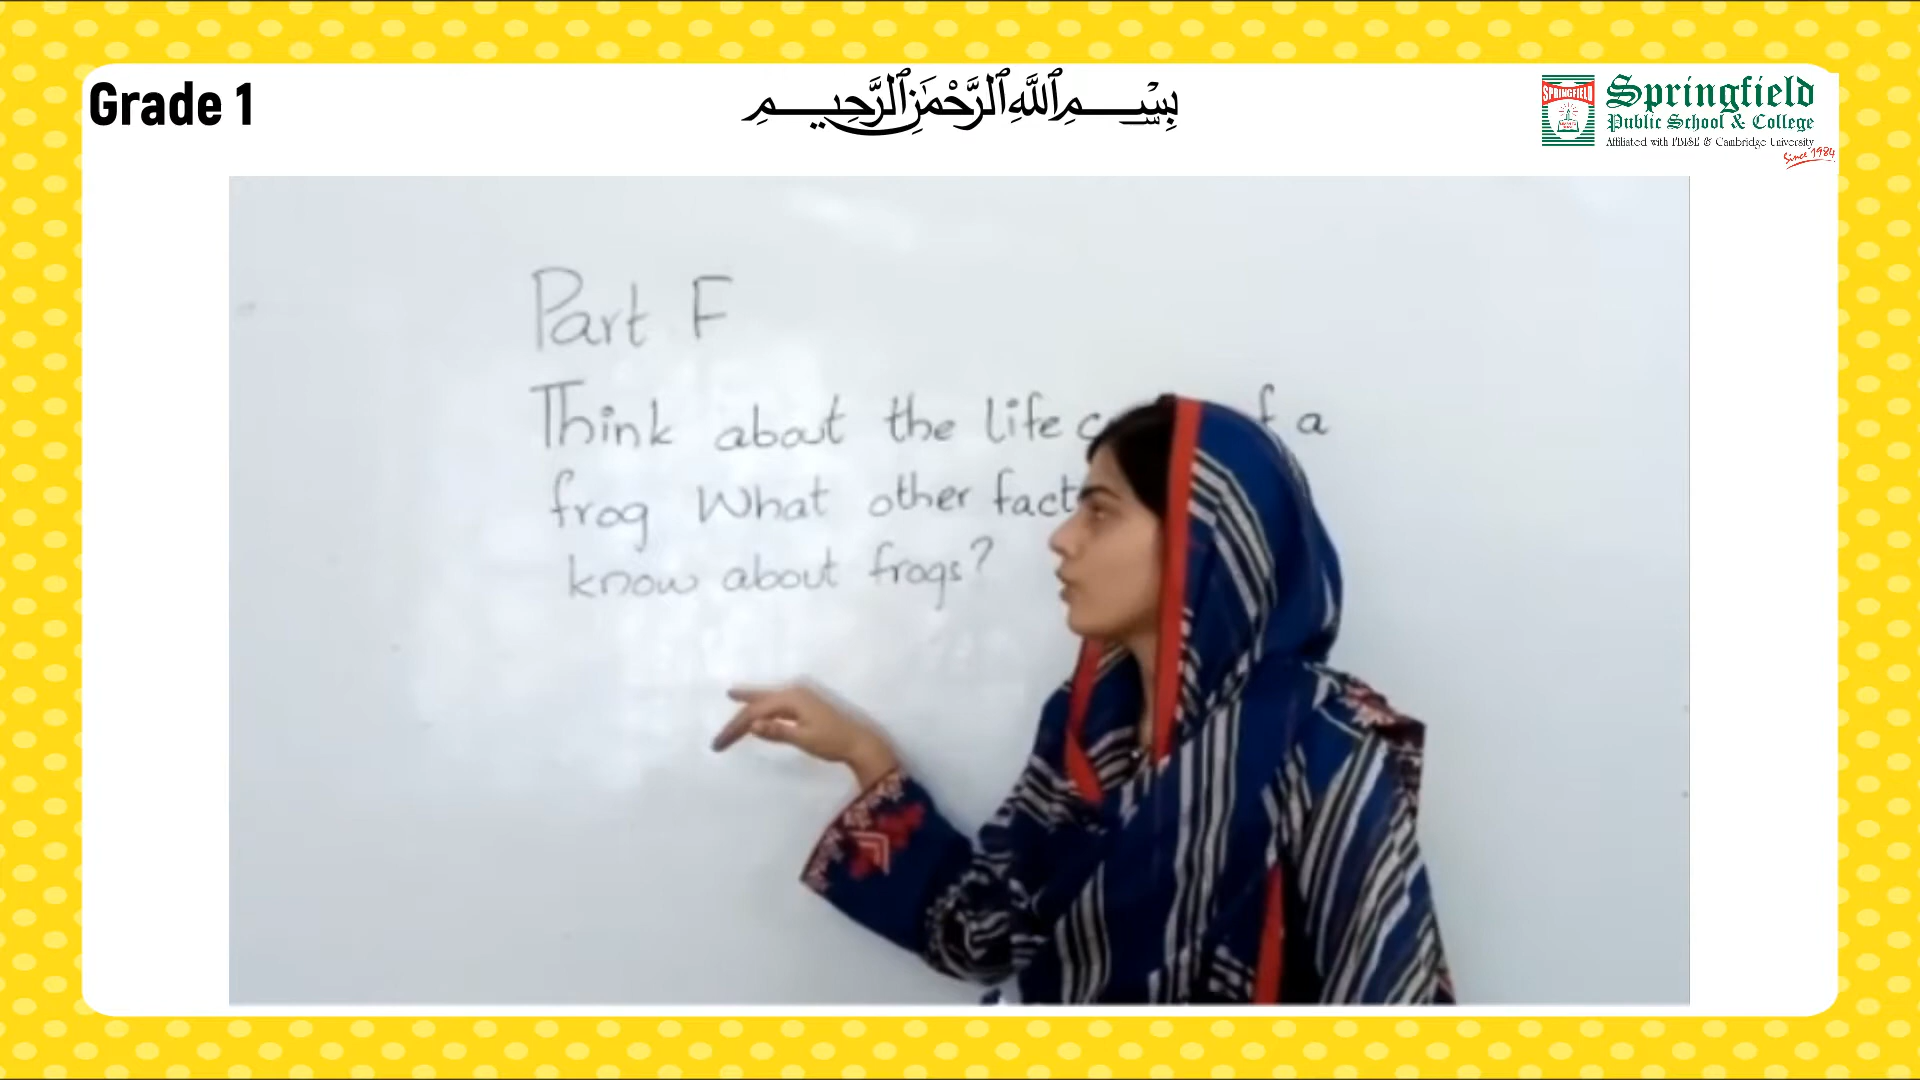 Grade 1
بِسْمِ ٱللَّهِ ٱلرَّحْمَٰنِ ٱلرَّحِيمِ
SPRINGFIELD
Springfield
Public School & College
Affiliated with FBISE & Cambridge University
Since 1984
Part F
Think about the life c f a
frog What other fact
know about frogs?